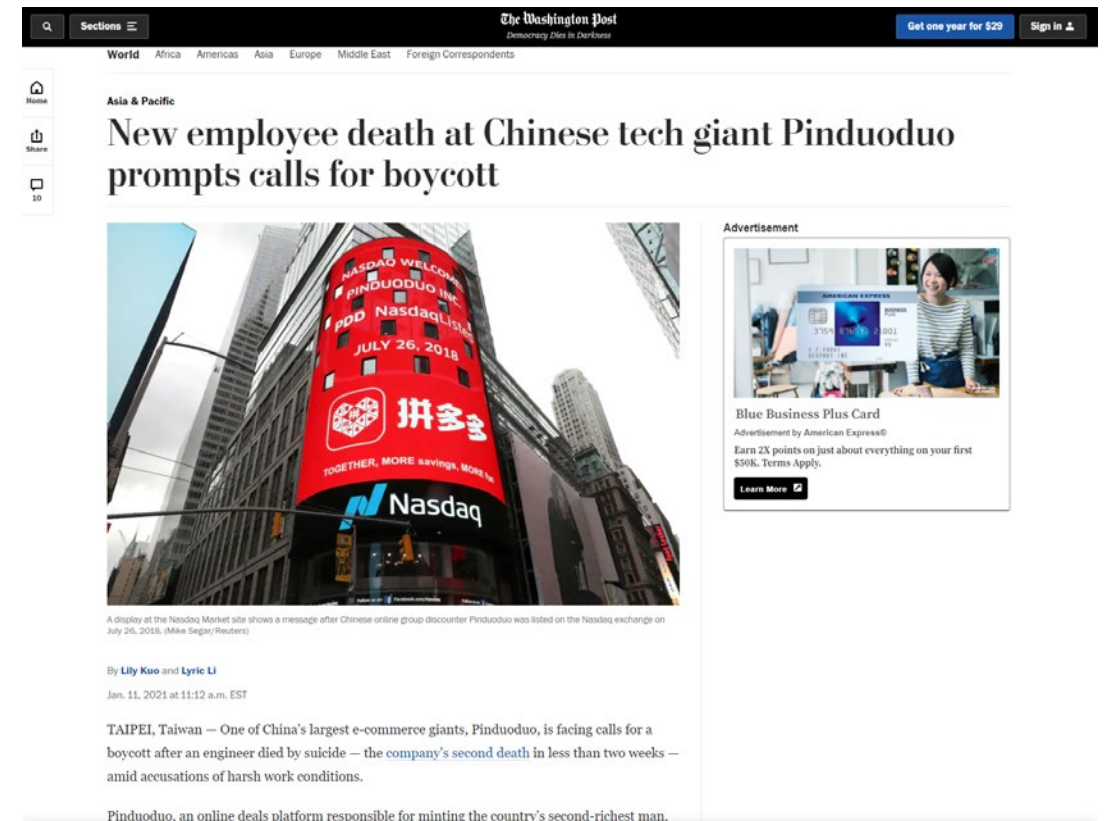 Sections
The Washington Post
Democracy Dies in Darkness
Get one year for $29
Sign in
World Africa Americas Asia Europe Middle East Foreign Correspondents
Home
Share
10
Asia & Pacific
New employee death at Chinese tech giant Pinduoduo
prompts calls for boycott
NASDAQ WELCOMES
PINDUODUO INC.
PDD NasdaqListed
JULY 26, 2018
拼多多
TOGETHER, MORE savings, MORE fun
Nasdaq
A display at the Nasdaq Market site shows a message after Chinese online group discounter Pinduoduo was listed on the Nasdaq exchange on
July 26, 2018. (Mike Segar/Reuters)
By Lily Kuo and Lyric Li
Jan. 11, 2021 at 11:12 a.m. EST
TAIPEI, Taiwan — One of China's largest e-commerce giants, Pinduoduo, is facing calls for a
boycott after an engineer died by suicide — the company's second death in less than two weeks —
amid accusations of harsh work conditions.
Pinduoduo, an online deals platform responsible for minting the country's second-richest man,
Advertisement
AMERICAN EXPRESS
BUSINESS
PLUS
Blue Business Plus Card
Advertisement by American Express®
Earn 2X points on just about everything on your first
$50K, Terms Apply.
Learn More